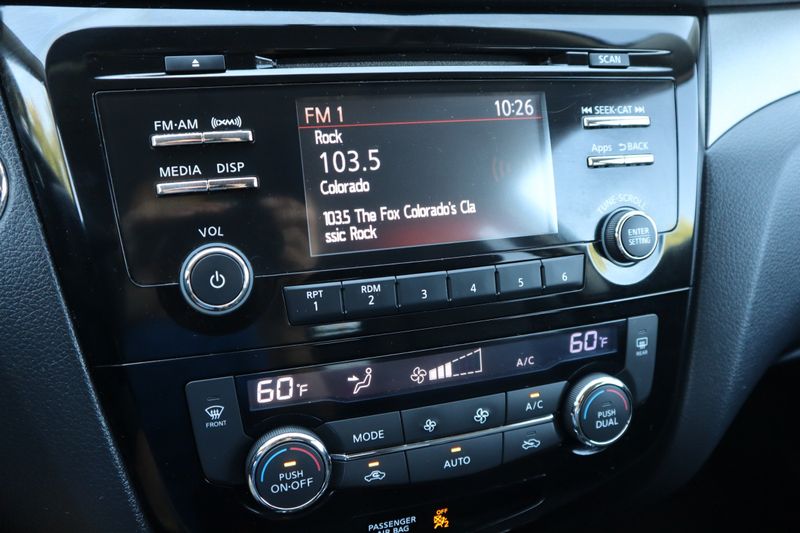 SCAN
FM·AM ((XM))
MEDIA DISP
VOL
FM 1 10:26
Rock
103.5
Colorado
103.5 The Fox Colorado's Cla
ssic Rock
SEEK·CAT
Apps BACK
TUNE·SCROLL
ENTER
SETTING
RPT
1
RDM
2
3
4
5
6
60°F
A/C
60°F
FRONT
REAR
MODE
A/C
AUTO
PUSH
ON·OFF
PUSH
DUAL
PASSENGER
AIR BAG
OFF
2